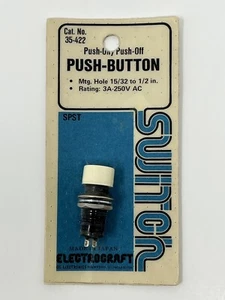 Cat. No.
35-422
Push-On/Push-Off
PUSH-BUTTON
• Mtg. Hole 15/32 to 1/2 in.
• Rating: 3A-250V AC
SPST
SWITCH
JAPAN
ELECTROCRAFT